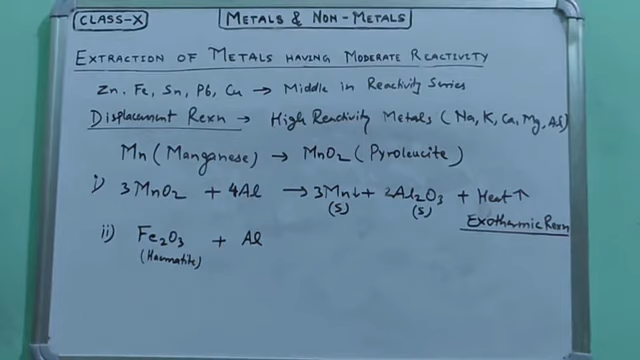 CLASS-X
METALS & NON-METALS
EXTRACTION OF METALS HAVING MODERATE REACTIVITY
Zn. Fe, Sn, Pb, Cu → Middle in Reactivity Series
Displacement Rexn → High Reactivity Metals (Na, K, Ca, Mg, Al)
Mn (Manganese) → MnO2 (Pyroleucite)
i) 3MnO2 + 4Al → 3Mn↓ + 2Al2O3 + Heat↑
(s) (s) Exothermic Rexn
ii) Fe2O3 + Al
(Haematite)